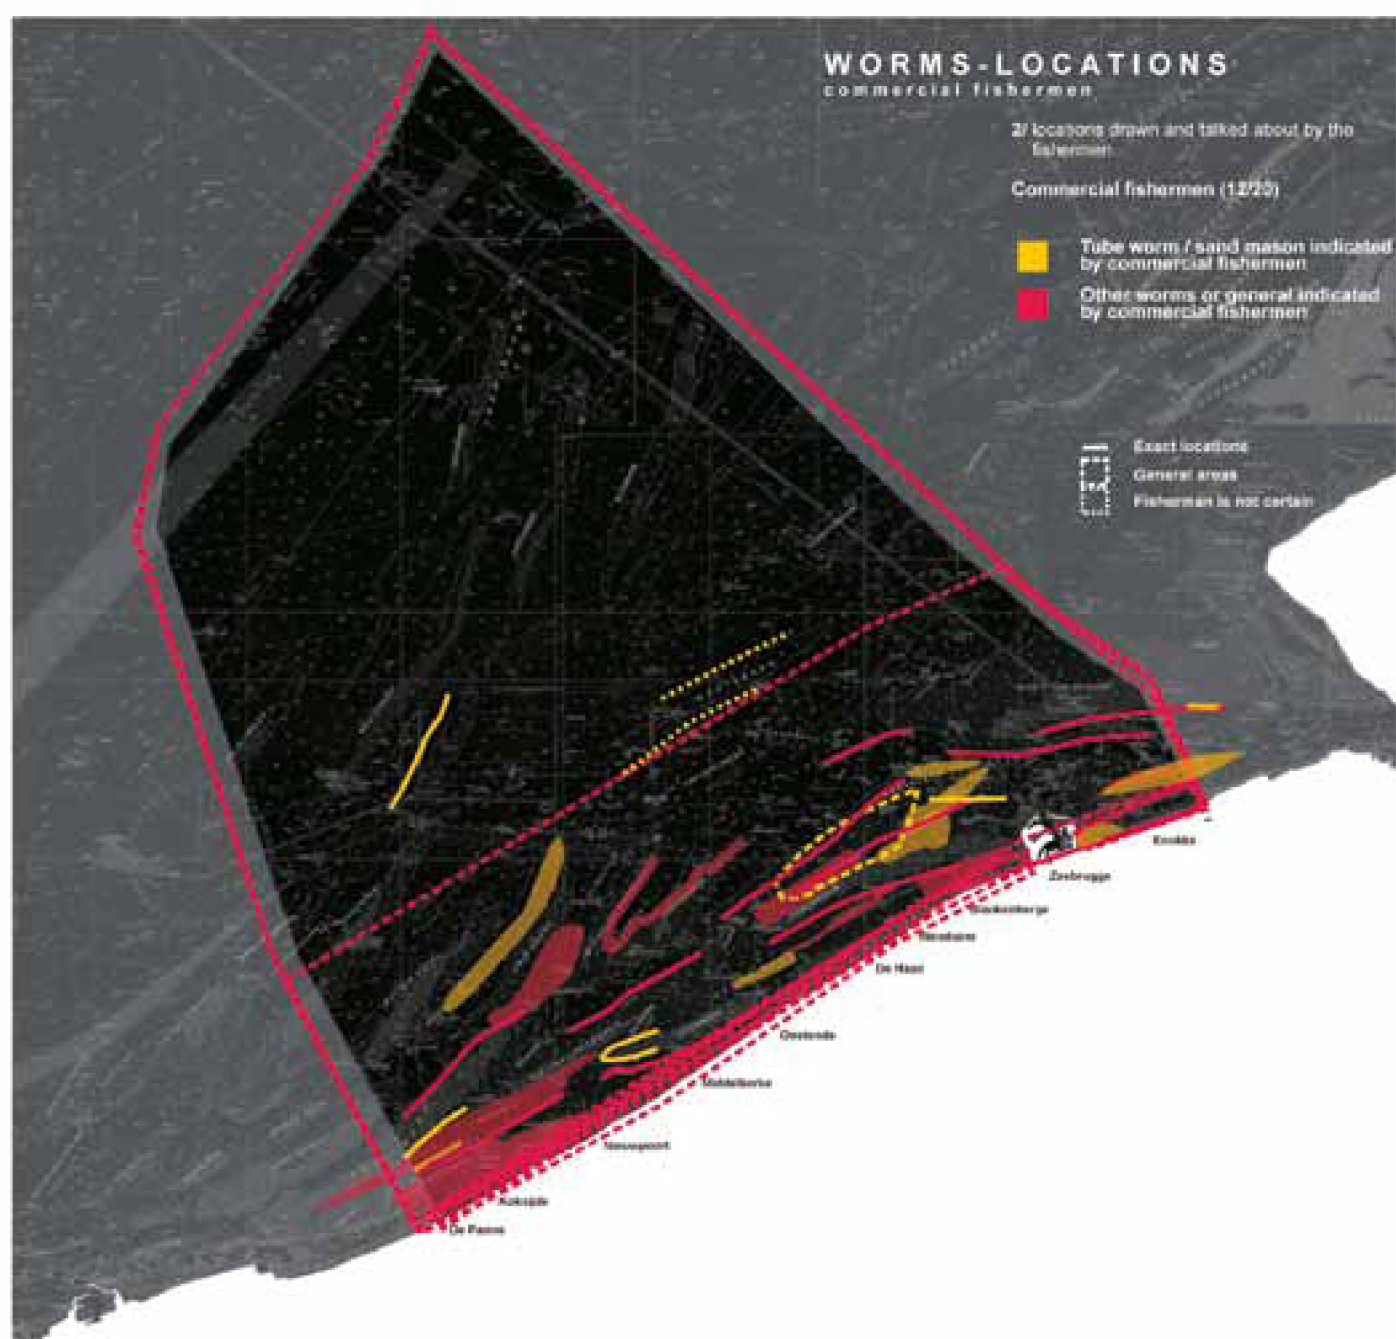 WORMS-LOCATIONS
commercial fishermen
2/ locations drawn and talked about by the
fishermen
Commercial fishermen (12/20)
Tube worm / sand mason indicated
by commercial fishermen
Other worms or general indicated
by commercial fishermen
Exact locations
General areas
Fisherman is not certain
Knokke
Zeebrugge
Blankenberge
Wenduine
De Haan
Oostende
Middelkerke
Nieuwpoort
Koksijde
De Panne